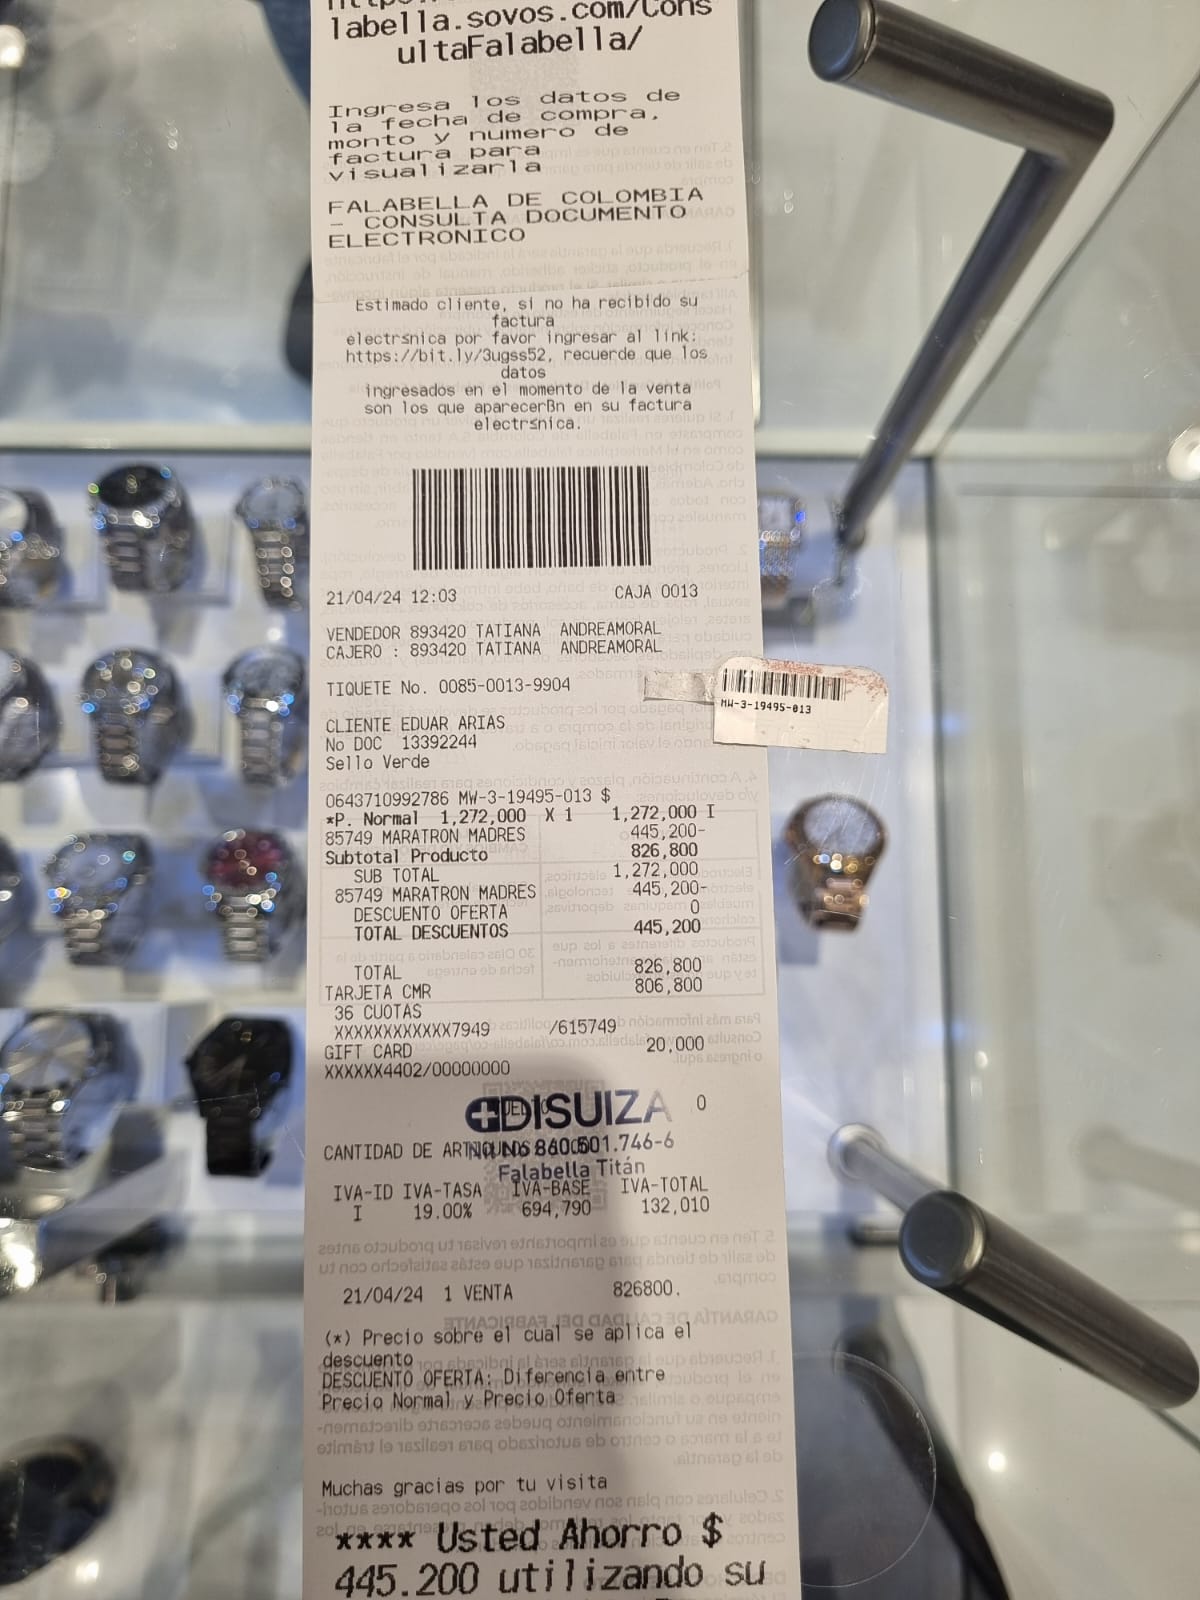 labella.sovos.com/Cons
ultaFalabella/
Ingresa los datos de
la fecha de compra,
monto y numero de
factura para
visualizarla
FALABELLA DE COLOMBIA
- CONSULTA DOCUMENTO
ELECTRONICO
Estimado cliente, si no ha recibido su
factura
electrśnica por favor ingresar al link:
https://bit.ly/3ugss52, recuerde que los
datos
ingresados en el momento de la venta
son los que aparecerBn en su factura
electrśnica.
21/04/24 12:03 CAJA 0013
VENDEDOR 893420 TATIANA ANDREAMORAL
CAJERO : 893420 TATIANA ANDREAMORAL
TIQUETE No. 0085-0013-9904
MW-3-19495-013
CLIENTE EDUAR ARIAS
No DOC 13392244
Sello Verde
0643710992786 MW-3-19495-013 $
*P. Normal 1,272,000 X 1 1,272,000 I
85749 MARATRON MADRES 445,200-
Subtotal Producto 826,800
SUB TOTAL 1,272,000
85749 MARATRON MADRES 445,200-
DESCUENTO OFERTA 0
TOTAL DESCUENTOS 445,200
TOTAL 826,800
TARJETA CMR 806,800
36 CUOTAS
XXXXXXXXXXXX7949 /615749
GIFT CARD 20,000
XXXXXX4402/00000000
DISUIZA 0
CANTIDAD DE 860.501.746-6
Falabella Titán
IVA-ID IVA-TASA IVA-BASE IVA-TOTAL
I 19.00% 694,790 132,010
21/04/24 1 VENTA 826800.
(*) Precio sobre el cual se aplica el
descuento
DESCUENTO OFERTA: Diferencia entre
Precio Normal y Precio Oferta
Muchas gracias por tu visita
**** Usted Ahorro $
445.200 utilizando su